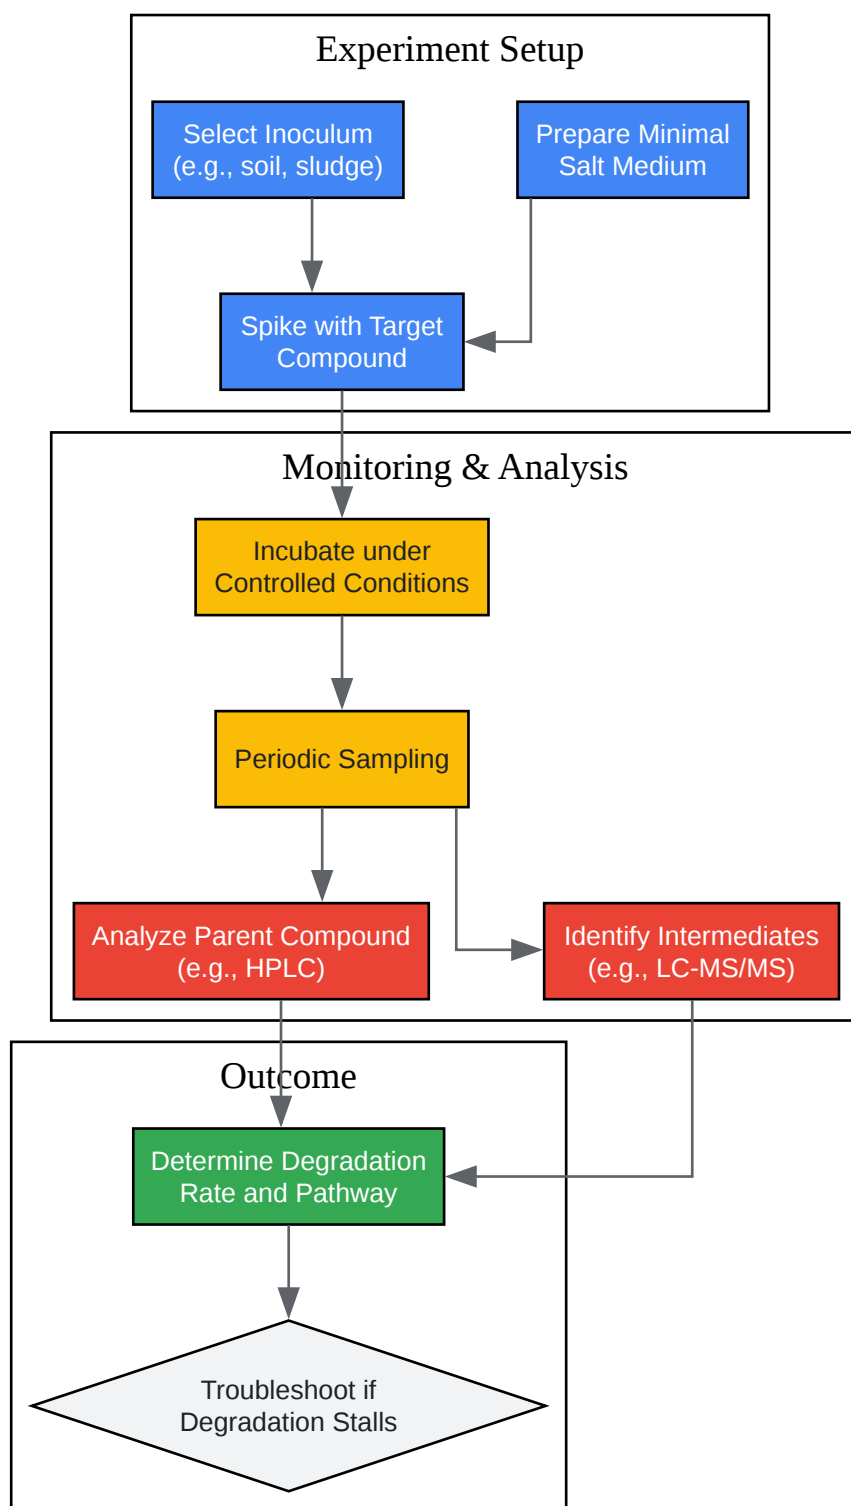 Experiment Setup
Select Inoculum
(e.g., soil, sludge)
Prepare Minimal
Salt Medium
Spike with Target
Compound
Monitoring & Analysis
Incubate under
Controlled Conditions
Periodic Sampling
Analyze Parent Compound
(e.g., HPLC)
Identify Intermediates
(e.g., LC-MS/MS)
Outcome
Determine Degradation
Rate and Pathway
Troubleshoot if
Degradation Stalls